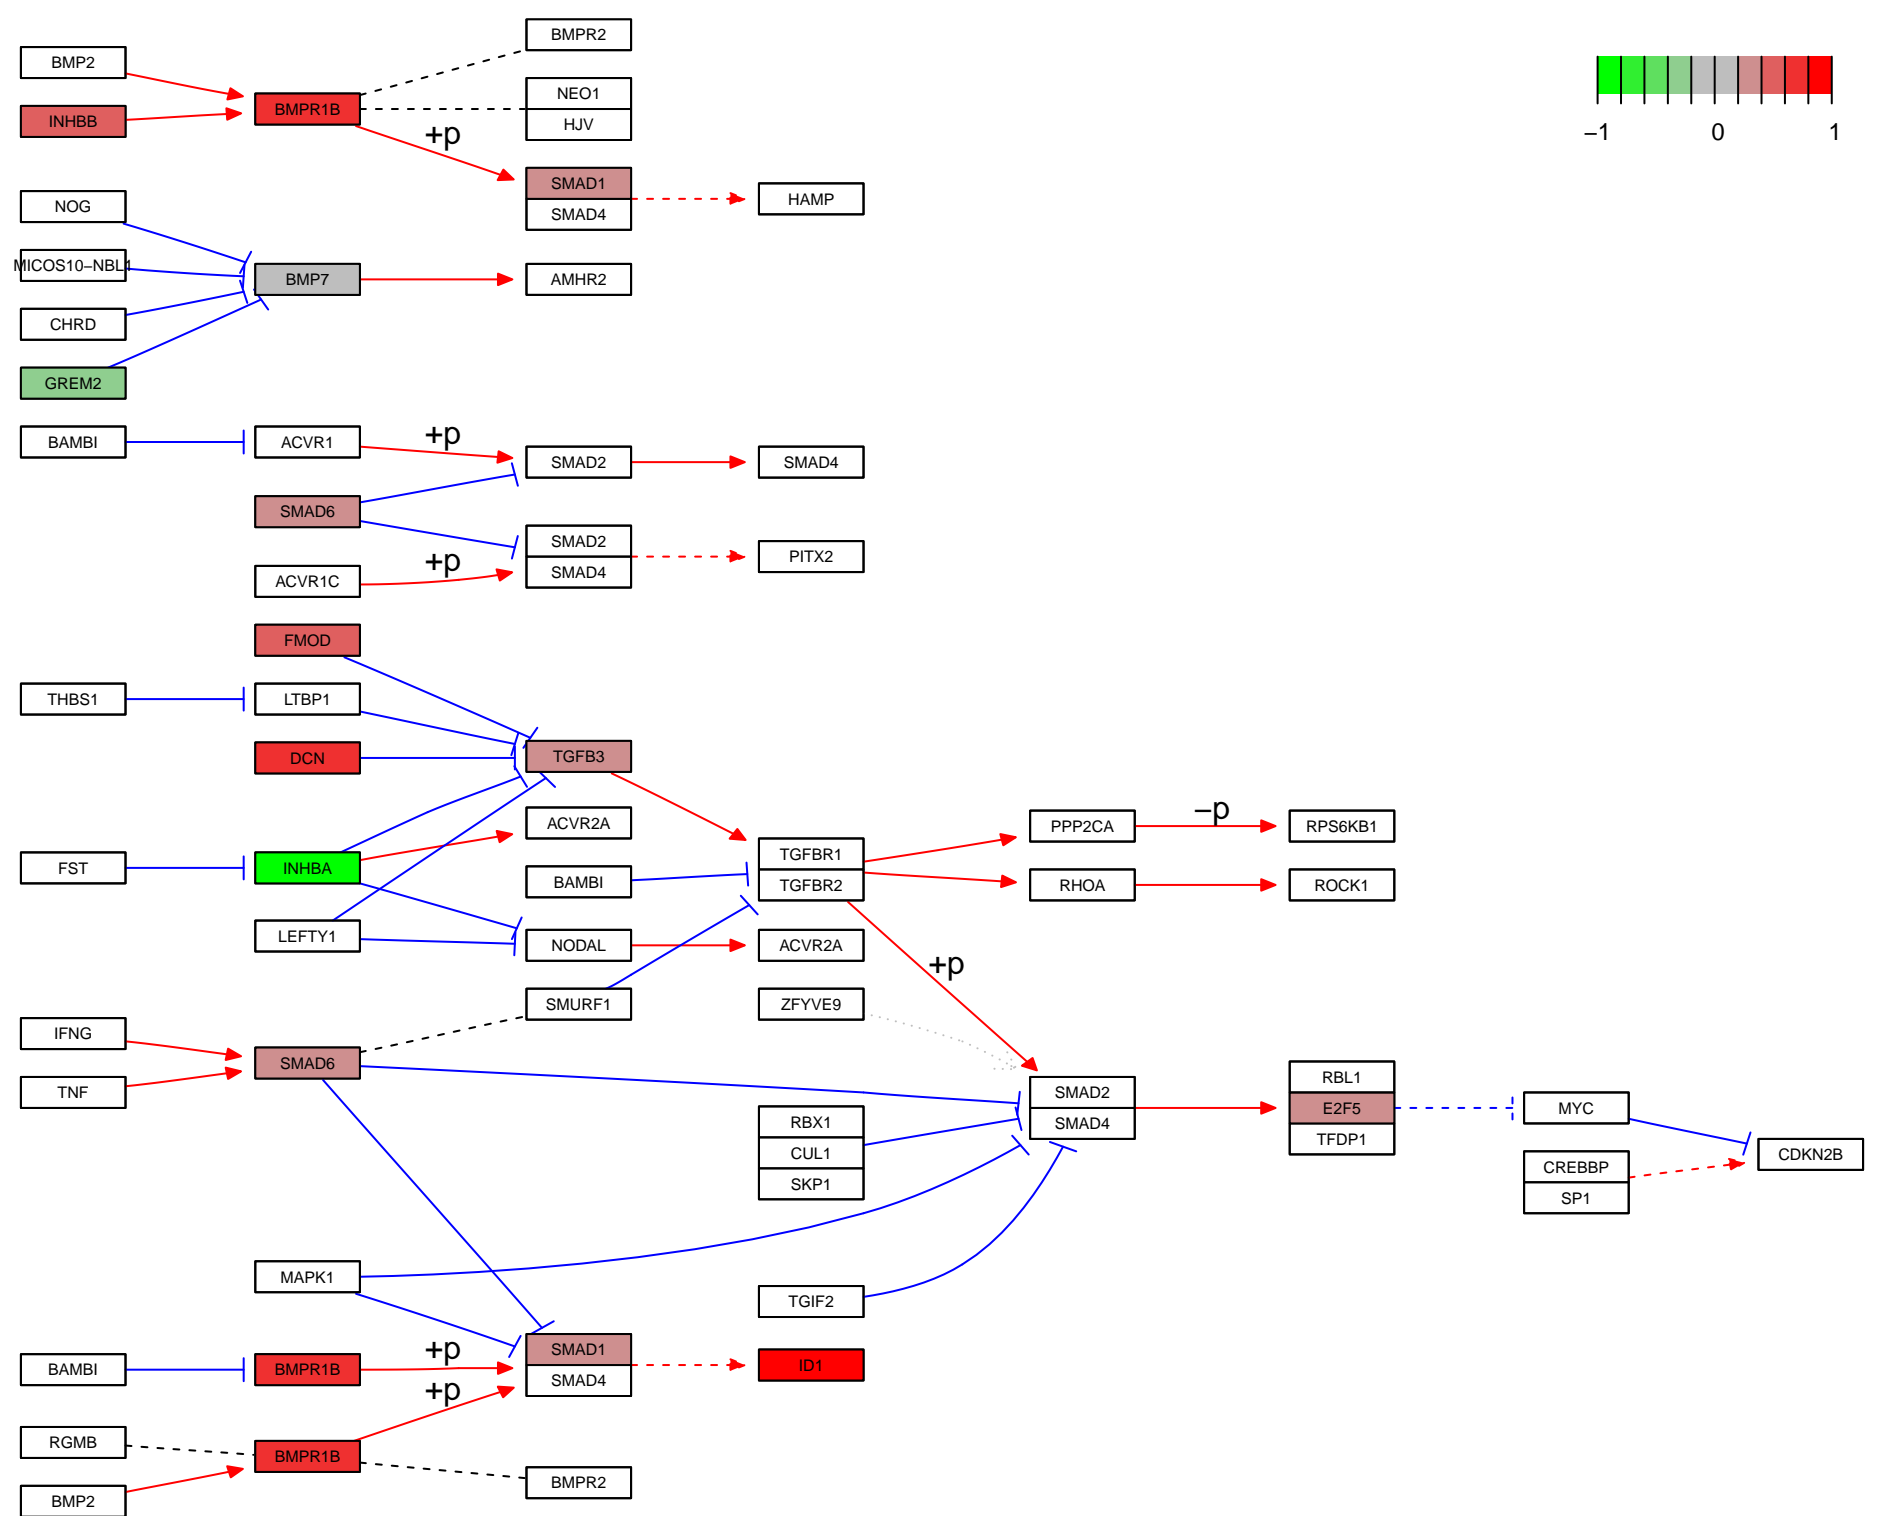 BMPR2
BMP2
NEO1
INHBB
BMPR1B
HJV
+p
−1
0
1
SMAD1
SMAD4
HAMP
NOG
MICOS10−NBL1
BMP7
AMHR2
CHRD
GREM2
BAMBI
ACVR1
+p
SMAD2
SMAD4
SMAD6
SMAD2
SMAD4
PITX2
ACVR1C
+p
FMOD
THBS1
LTBP1
DCN
TGFB3
ACVR2A
PPP2CA
−p
RPS6KB1
FST
INHBA
BAMBI
TGFBR1
TGFBR2
RHOA
ROCK1
LEFTY1
NODAL
ACVR2A
+p
SMURF1
ZFYVE9
IFNG
SMAD6
TNF
SMAD2
SMAD4
RBL1
E2F5
TFDP1
MYC
RBX1
CUL1
SKP1
CREBBP
SP1
CDKN2B
MAPK1
TGIF2
BAMBI
BMPR1B
+p
SMAD1
SMAD4
ID1
+p
RGMB
BMPR1B
BMP2
BMPR2